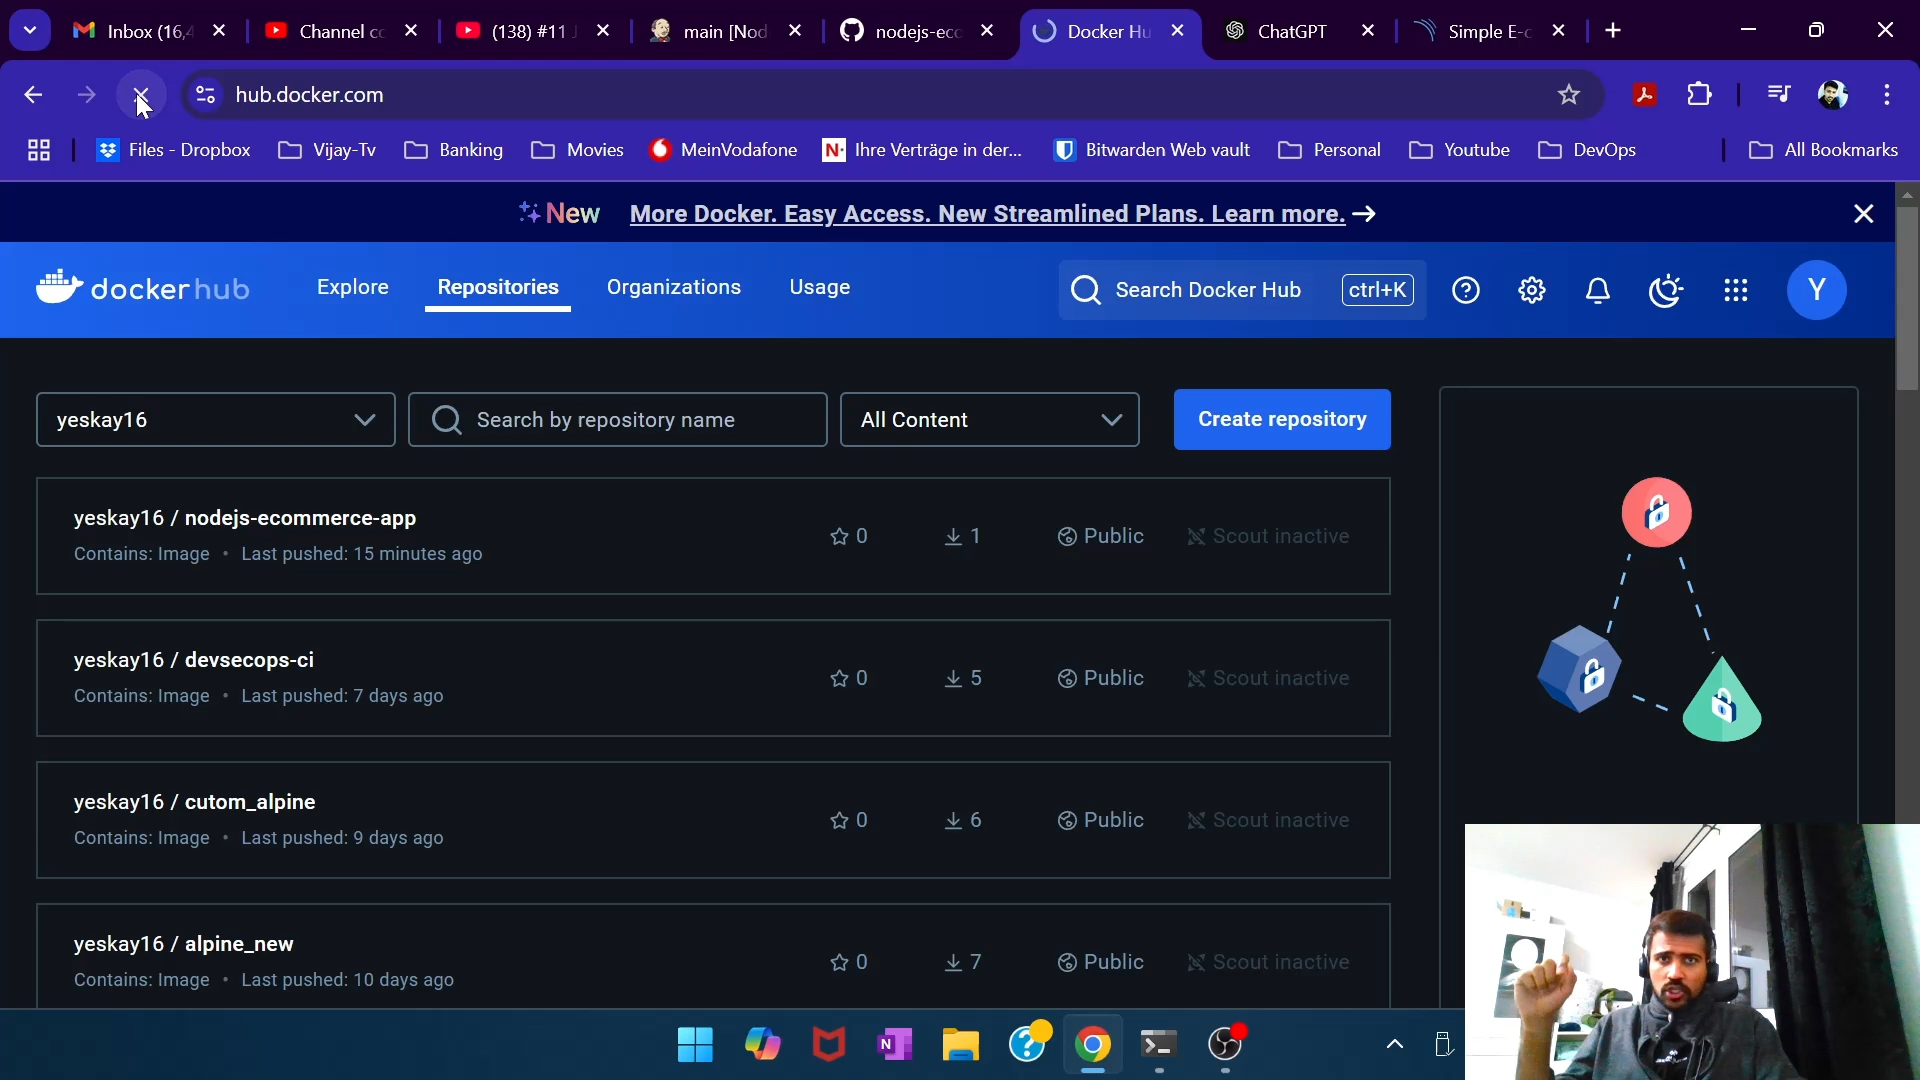 Inbox (16,4
Channel cc
(138) #11 J
main [Nod
nodejs-ecc
Docker Hu
ChatGPT
Simple E-c
hub.docker.com
Files - Dropbox
Vijay-Tv
Banking
Movies
MeinVodafone
Ihre Verträge in der...
Bitwarden Web vault
Personal
Youtube
DevOps
All Bookmarks
New More Docker. Easy Access. New Streamlined Plans. Learn more. →
docker hub
Explore
Repositories
Organizations
Usage
Search Docker Hub
ctrl+K
Y
yeskay16
Search by repository name
All Content
Create repository
yeskay16 / nodejs-ecommerce-app
Contains: Image • Last pushed: 15 minutes ago
0
1
Public
Scout inactive
yeskay16 / devsecops-ci
Contains: Image • Last pushed: 7 days ago
0
5
Public
Scout inactive
yeskay16 / cutom_alpine
Contains: Image • Last pushed: 9 days ago
0
6
Public
Scout inactive
yeskay16 / alpine_new
Contains: Image • Last pushed: 10 days ago
0
7
Public
Scout inactive